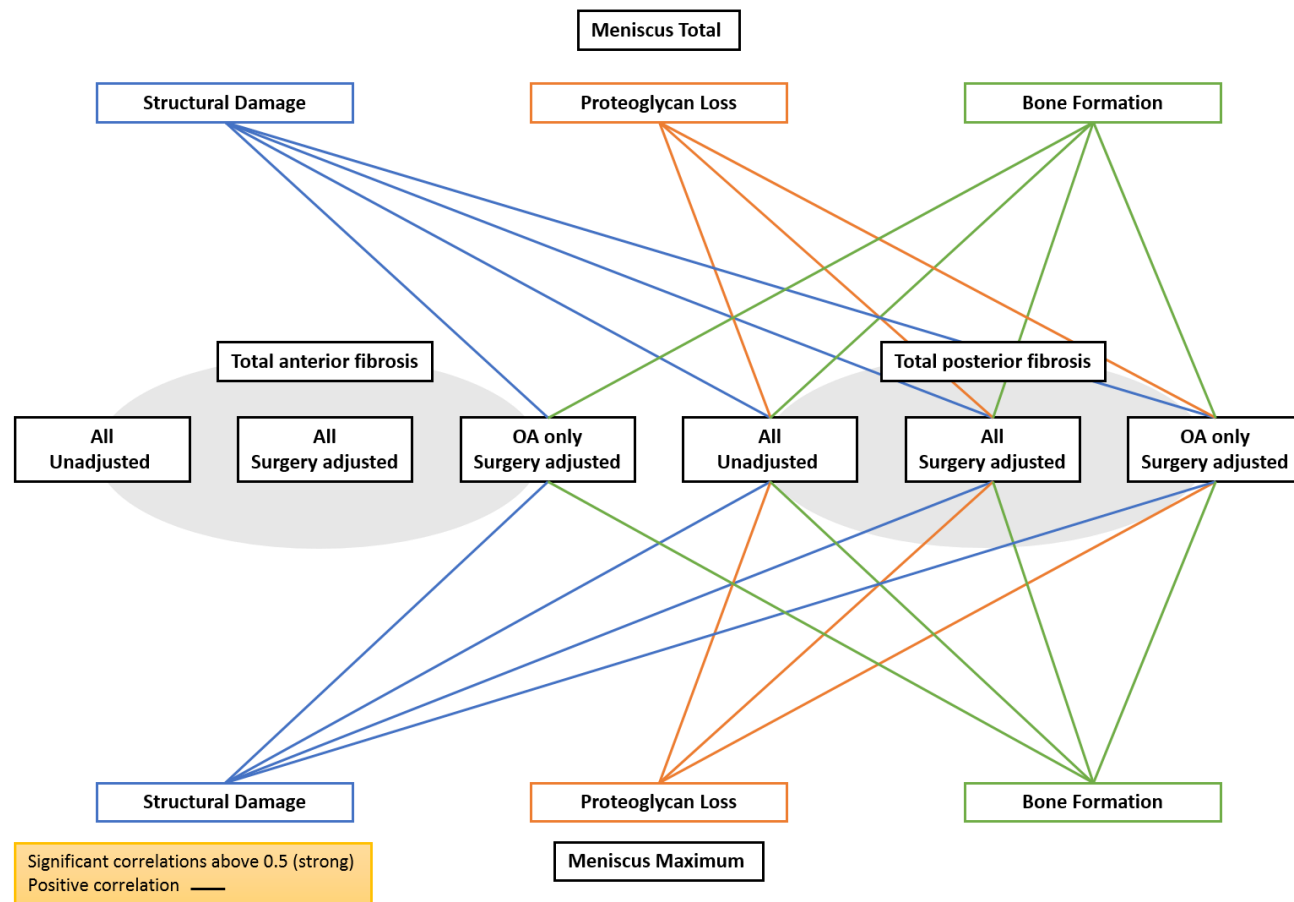 Meniscus Total
Structural Damage
Proteoglycan Loss
Bone Formation
Total anterior fibrosis
Total posterior fibrosis
All
Unadjusted
All
Surgery adjusted
OA only
Surgery adjusted
All
Unadjusted
All
Surgery adjusted
OA only
Surgery adjusted
Structural Damage
Proteoglycan Loss
Bone Formation
Meniscus Maximum
Significant correlations above 0.5 (strong)
Positive correlation